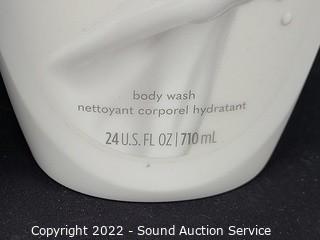 body wash
nettoyant corporel hydratant
24 U.S. FL OZ | 710 mL
Copyright 2022 - Sound Auction Service